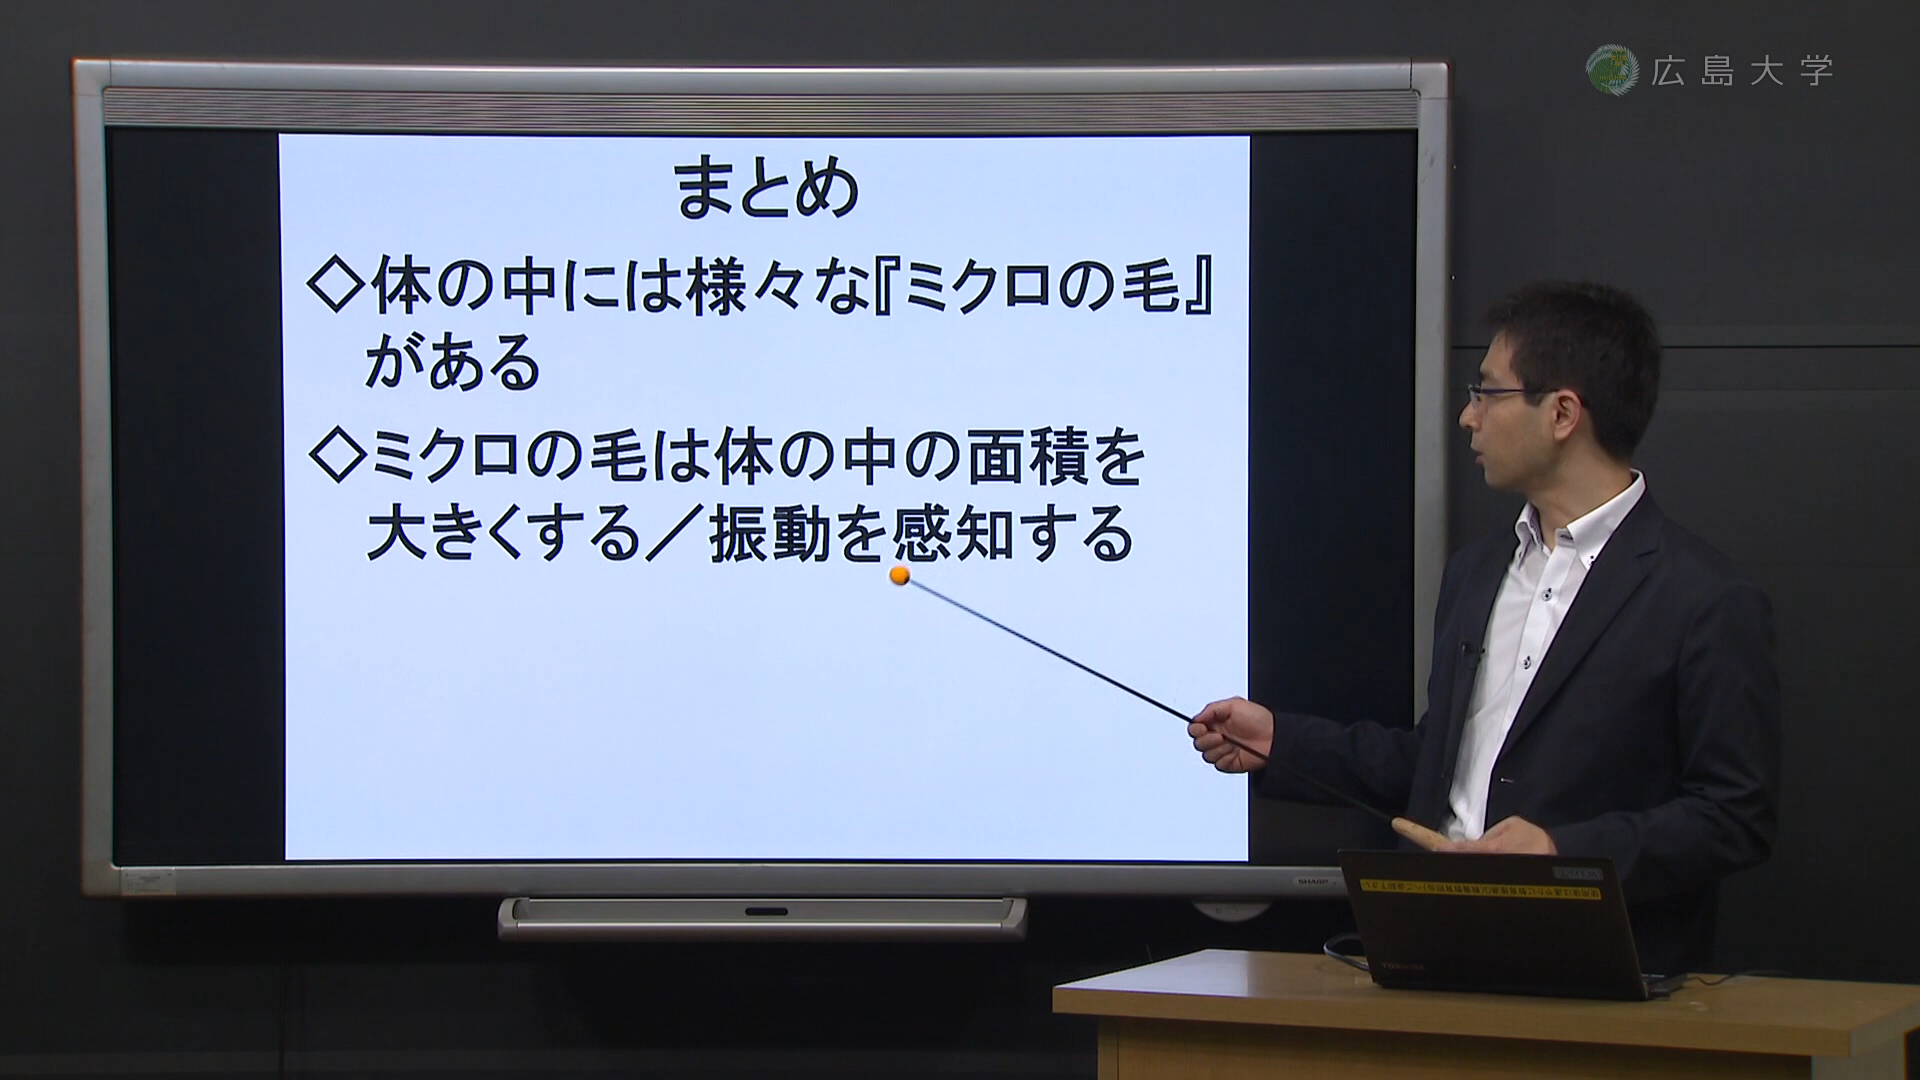 広島大学
まとめ
◇体の中には様々な『ミクロの毛』
がある
◇ミクロの毛は体の中の面積を
大きくする／振動を感知する
SHARP
TOSHIBA